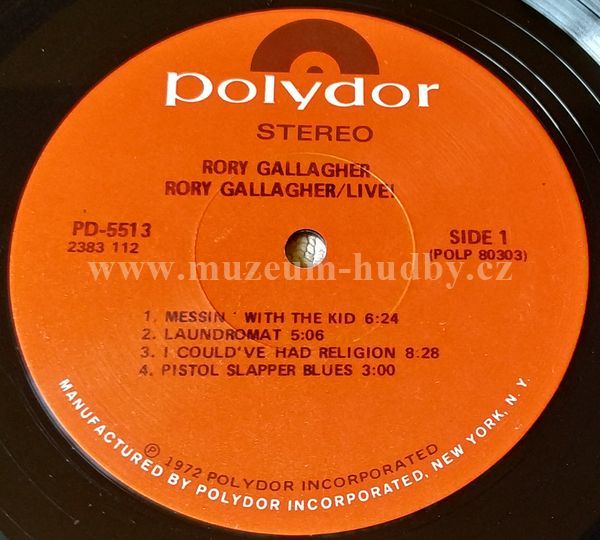 polydor
STEREO
RORY GALLAGHER
RORY GALLAGHER/LIVE!
PD-5513
2383 112
SIDE 1
(POLP 80303)
www.muzeum-hudby.cz
1. MESSIN' WITH THE KID 6:24
2. LAUNDROMAT 5:06
3. I COULD'VE HAD RELIGION 8:28
4. PISTOL SLAPPER BLUES 3:00
Ⓟ 1972 POLYDOR INCORPORATED
MANUFACTURED BY POLYDOR INCORPORATED, NEW YORK, N. Y.